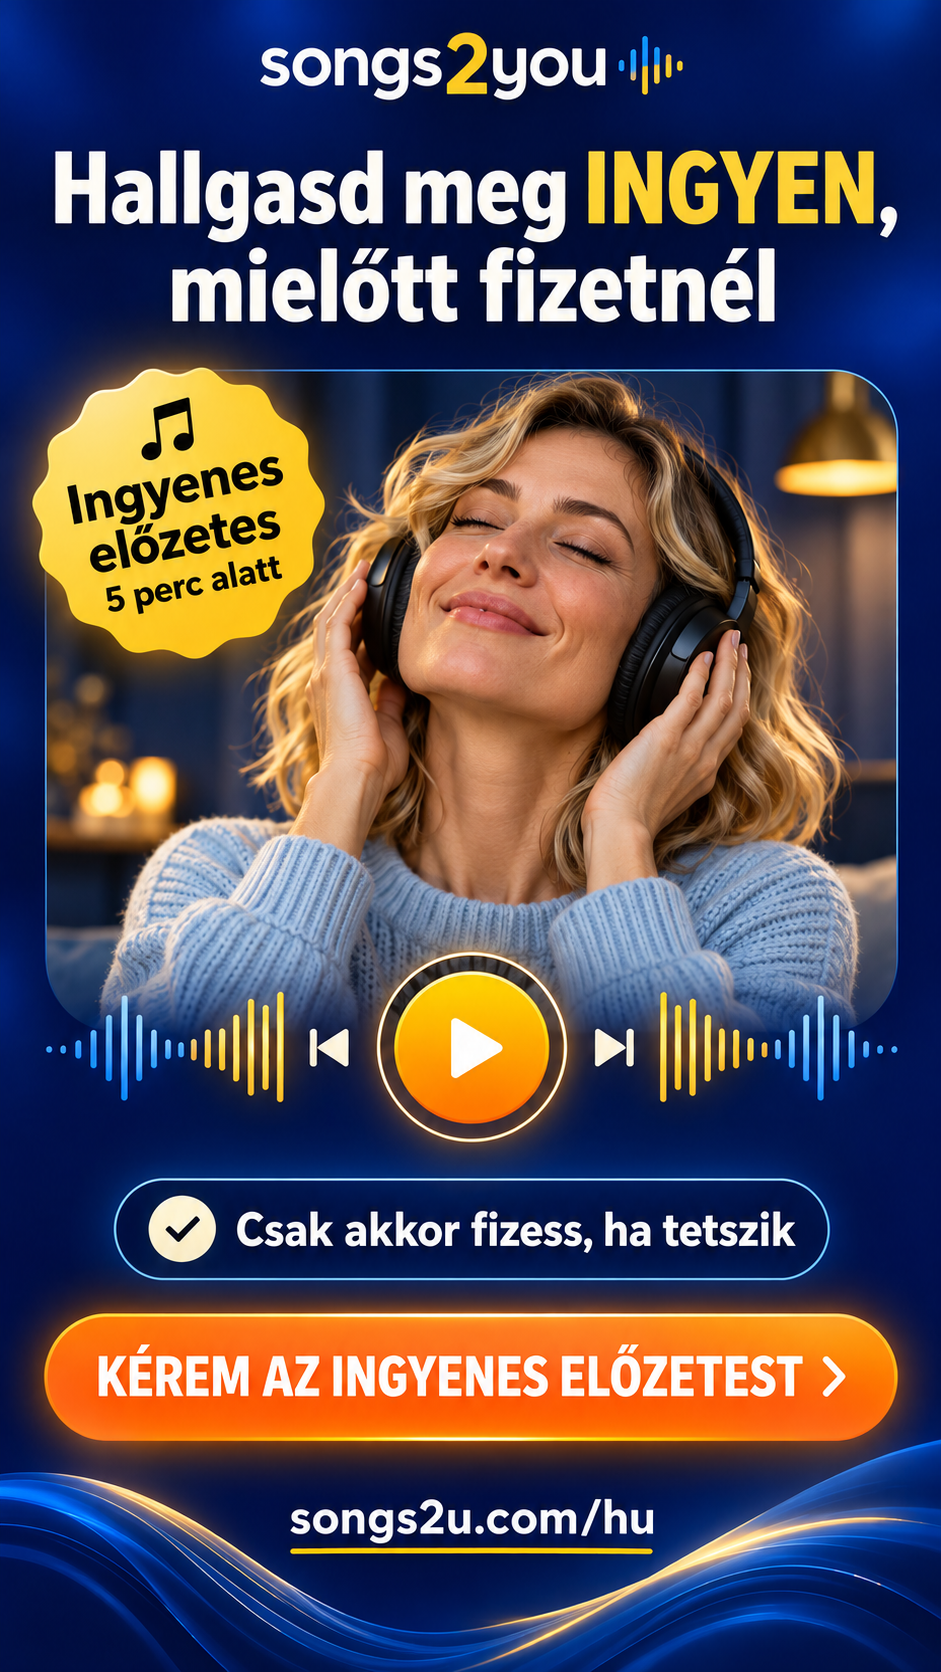 songs2you
Hallgasd meg INGYEN,
mielőtt fizetnél
Ingyenes
előzetes
5 perc alatt
Csak akkor fizess, ha tetszik
KÉREM AZ INGYENES ELŐZETEST
songs2u.com/hu